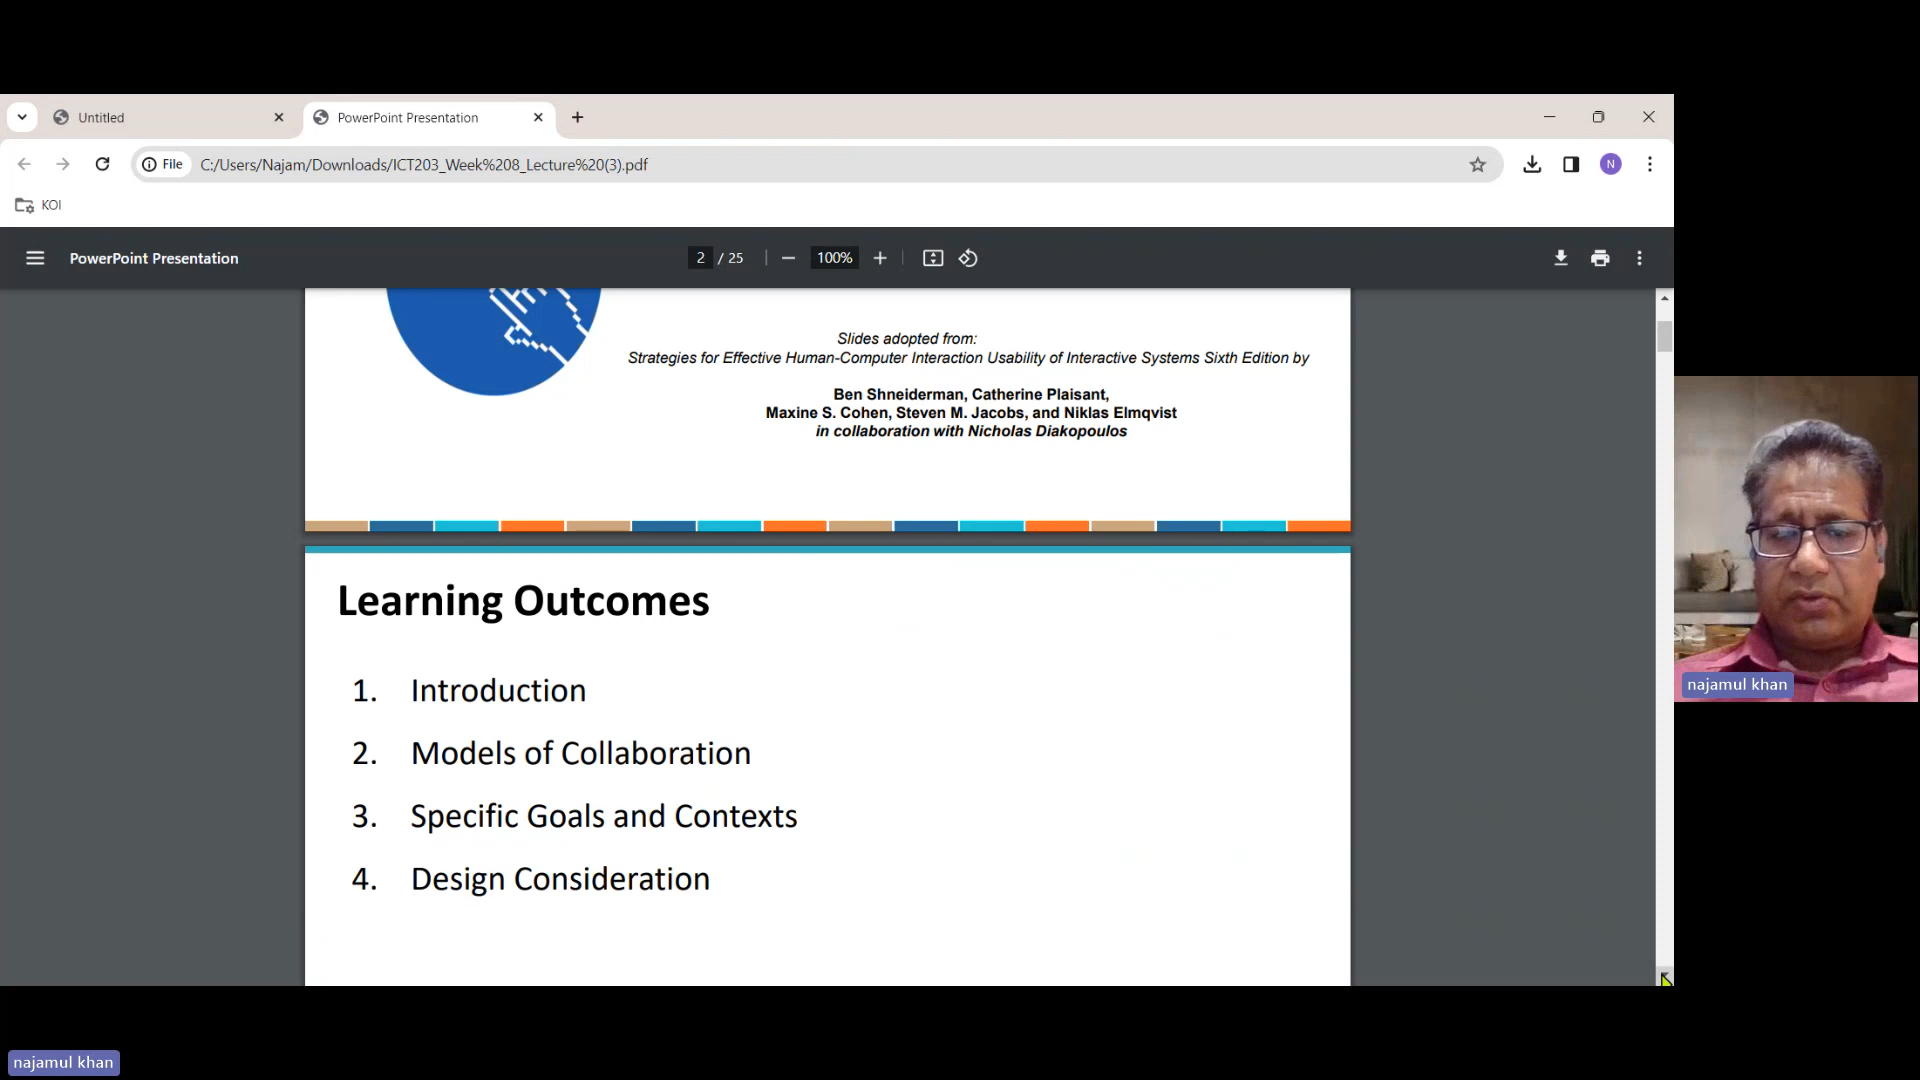 Untitled
PowerPoint Presentation
File
C:/Users/Najam/Downloads/ICT203_Week%208_Lecture%20(3).pdf
N
KOI
PowerPoint Presentation
2 / 25
100%
Slides adopted from:
Strategies for Effective Human-Computer Interaction Usability of Interactive Systems Sixth Edition by
Ben Shneiderman, Catherine Plaisant,
Maxine S. Cohen, Steven M. Jacobs, and Niklas Elmqvist
in collaboration with Nicholas Diakopoulos
Learning Outcomes
1. Introduction
2. Models of Collaboration
3. Specific Goals and Contexts
4. Design Consideration
najamul khan
najamul khan